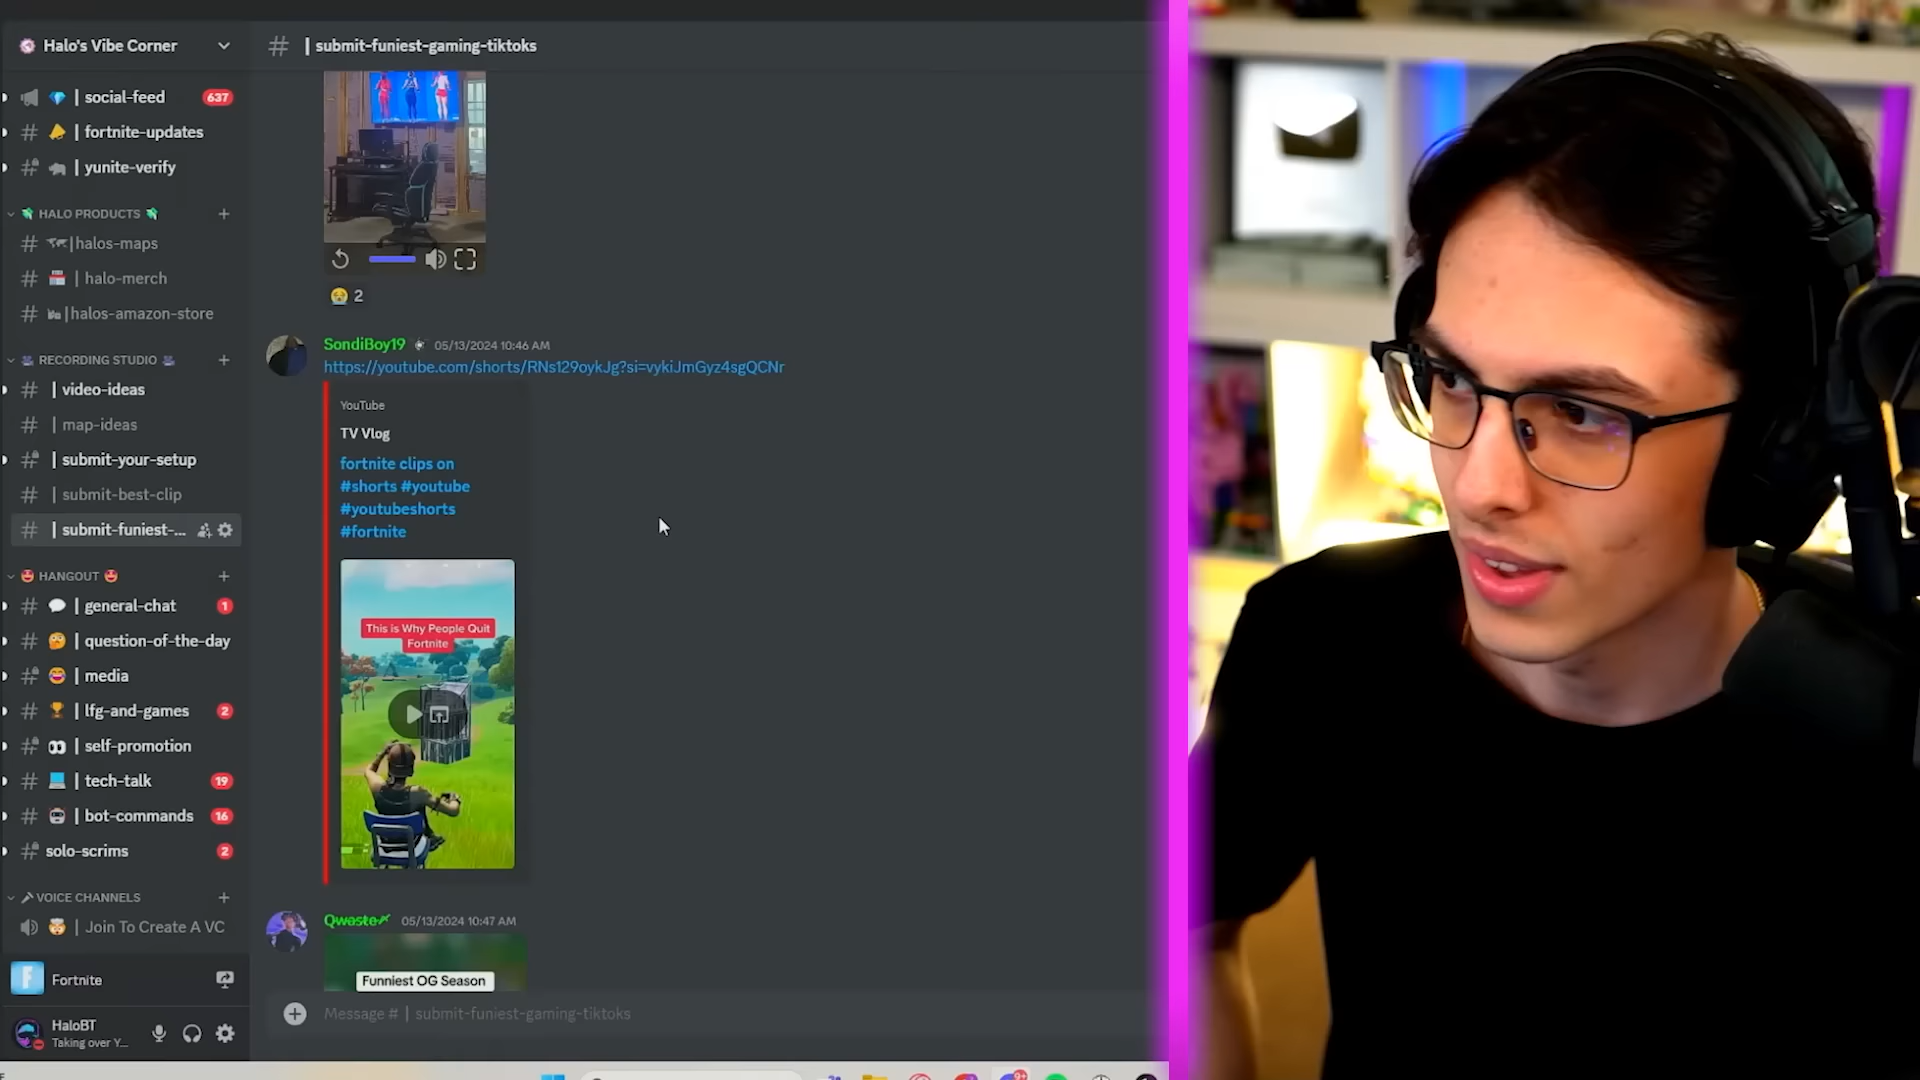 Halo's Vibe Corner
| social-feed 637
| fortnite-updates
| yunite-verify
HALO PRODUCTS
|halos-maps
| halo-merch
|halos-amazon-store
RECORDING STUDIO
| video-ideas
| map-ideas
| submit-your-setup
| submit-best-clip
| submit-funiest-...
HANGOUT
| general-chat 1
| question-of-the-day
| media
| lfg-and-games 2
| self-promotion
| tech-talk 19
| bot-commands 16
solo-scrims 2
VOICE CHANNELS
| Join To Create A VC
Fortnite
HaloBT
Taking over Y...
# | submit-funiest-gaming-tiktoks
2
SondiBoy19 05/13/2024 10:46 AM
https://youtube.com/shorts/RNs129oykJg?si=vykiJmGyz4sgQCNr
YouTube
TV Vlog
fortnite clips on
#shorts #youtube
#youtubeshorts
#fortnite
This is Why People Quit
Fortnite
Qwaste 05/13/2024 10:47 AM
Funniest OG Season
Message # | submit-funiest-gaming-tiktoks
9+